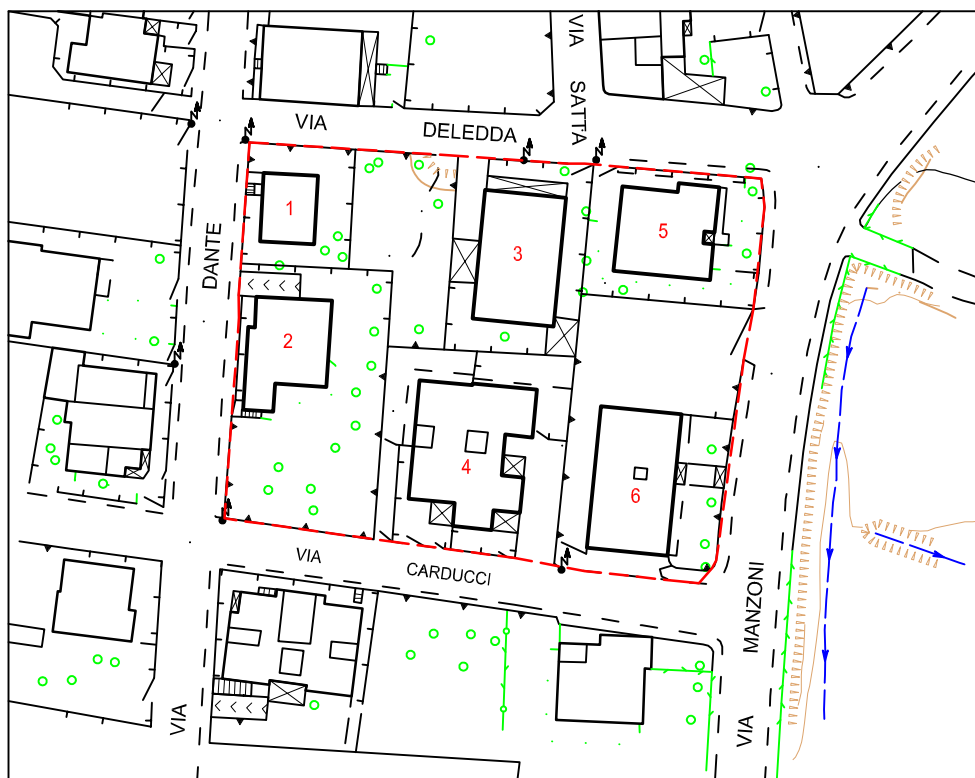 VIA
SATTA
VIA
DELEDDA
1
3
5
DANTE
2
4
6
VIA
CARDUCCI
MANZONI
VIA
VIA